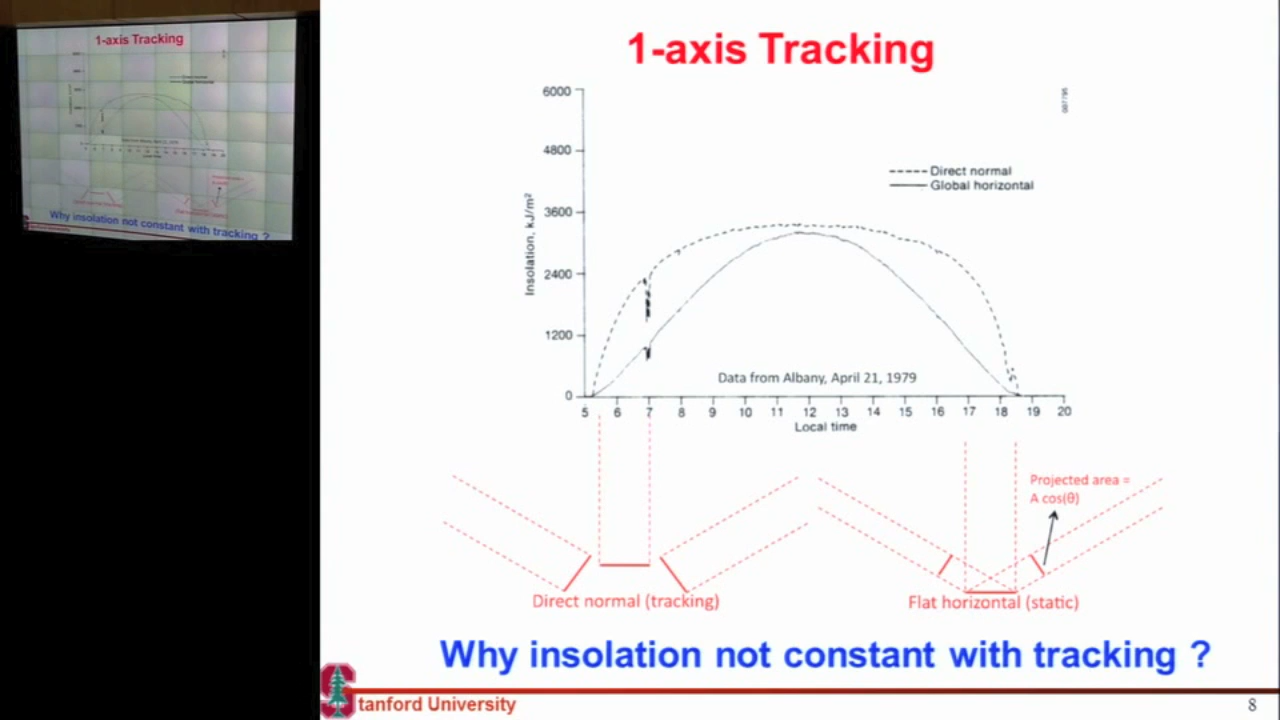 1-axis Tracking
6000
4800
3600
2400
1200
0
Insolation, kJ/m²
Direct normal
Global horizontal
Data from Albany, April 21, 1979
5 6 7 8 9 10 11 12 13 14 15 16 17 18 19 20
Local time
Projected area =
A cos(θ)
Direct normal (tracking)
Flat horizontal (static)
Why insolation not constant with tracking ?
Stanford University
8
1-axis Tracking
Why insolation not constant with tracking ?